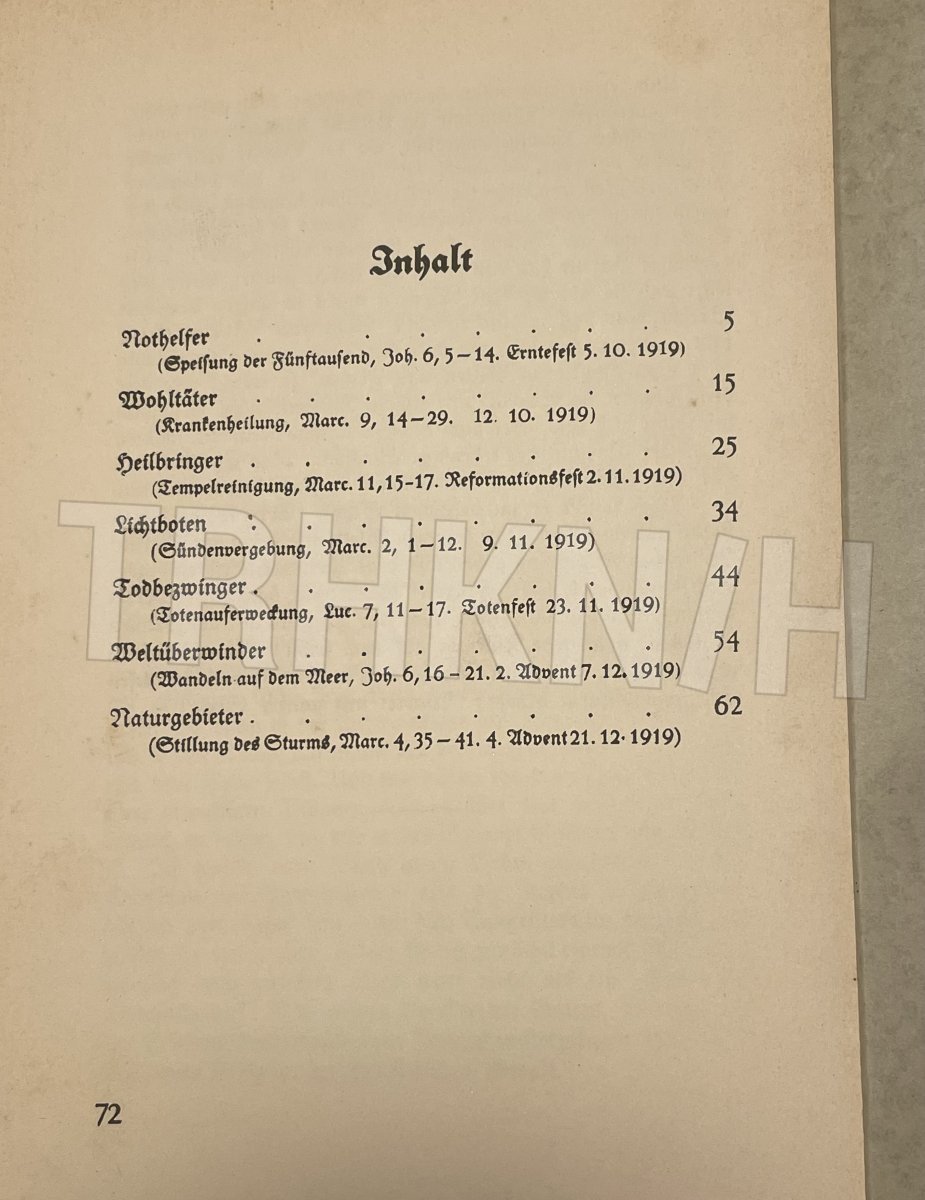 Inhalt
Nothelfer . . . . . . . 5
(Speisung der Fünftausend, Joh. 6, 5–14. Erntefest 5. 10. 1919)
Wohltäter . . . . . . . 15
(Krankenheilung, Marc. 9, 14–29. 12. 10. 1919)
Heilbringer . . . . . . . 25
(Tempelreinigung, Marc. 11, 15-17. Reformationsfest 2. 11. 1919)
Lichtboten . . . . . . . 34
(Sündenvergebung, Marc. 2, 1–12. 9. 11. 1919)
Todbezwinger . . . . . . . 44
(Totenauferweckung, Luc. 7, 11–17. Totenfest 23. 11. 1919)
Weltüberwinder . . . . . . . 54
(Wandeln auf dem Meer, Joh. 6, 16–21. 2. Advent 7. 12. 1919)
Naturgebieter . . . . . . . . 62
(Stillung des Sturms, Marc. 4, 35–41. 4. Advent 21. 12. 1919)
72
TRHKN/H